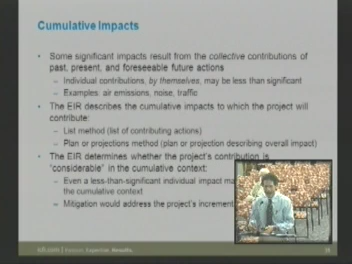 Cumulative Impacts
• Some significant impacts result from the collective contributions of
past, present, and foreseeable future actions
– Individual contributions, by themselves, may be less than significant
– Examples: air emissions, noise, traffic
• The EIR describes the cumulative impacts to which the project will
contribute:
– List method (list of contributing actions)
– Plan or projections method (plan or projection describing overall impact)
• The EIR determines whether the project's contribution is
"considerable" in the cumulative context:
– Even a less-than-significant individual impact ma
the cumulative context
– Mitigation would address the project's increment
Results.